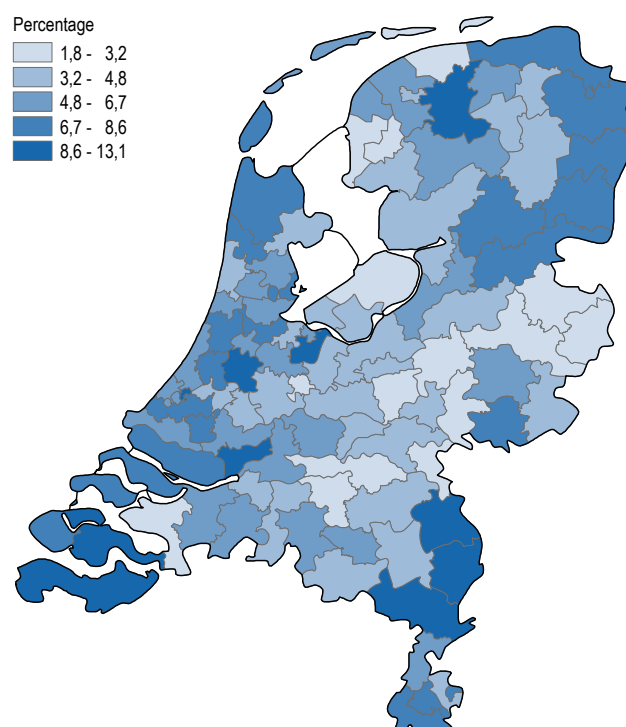 Percentage
1,8 - 3,2
3,2 - 4,8
4,8 - 6,7
6,7 - 8,6
8,6 - 13,1